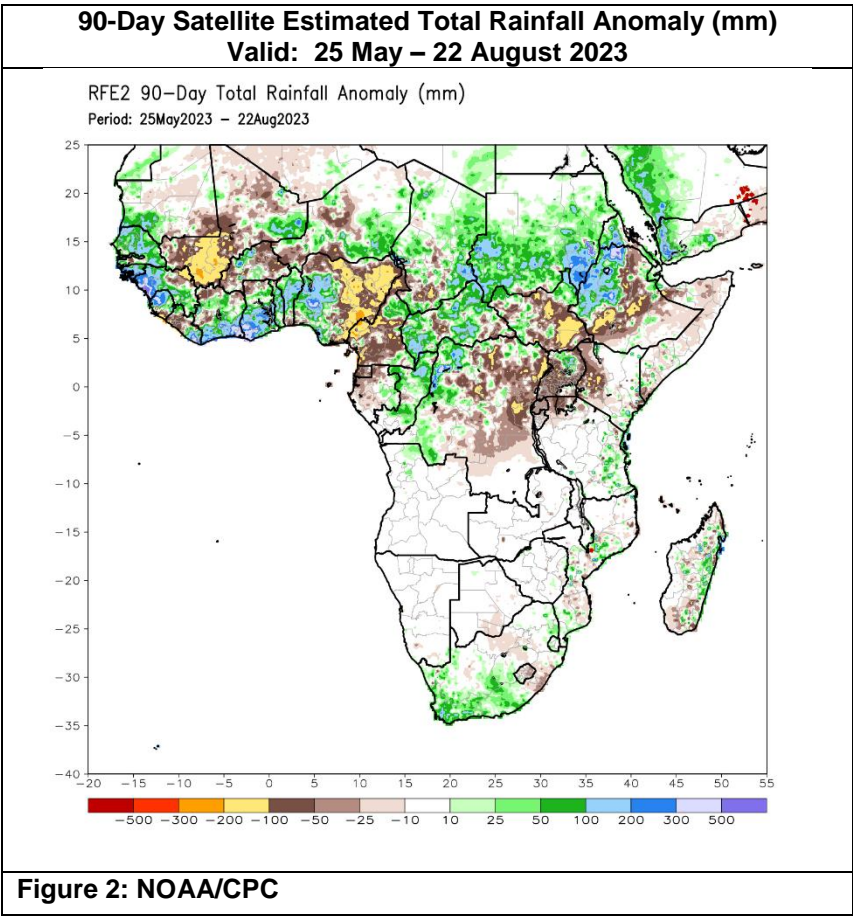 90-Day Satellite Estimated Total Rainfall Anomaly (mm)
Valid:  25 May – 22 August 2023
RFE2 90-Day Total Rainfall Anomaly (mm)
Period: 25May2023 - 22Aug2023
25
20
15
10
5
0
-5
-10
-15
-20
-25
-30
-35
-40
-20 -15 -10 -5 0 5 10 15 20 25 30 35 40 45 50 55
-500 -300 -200 -100 -50 -25 -10 10 25 50 100 200 300 500
Figure 2: NOAA/CPC